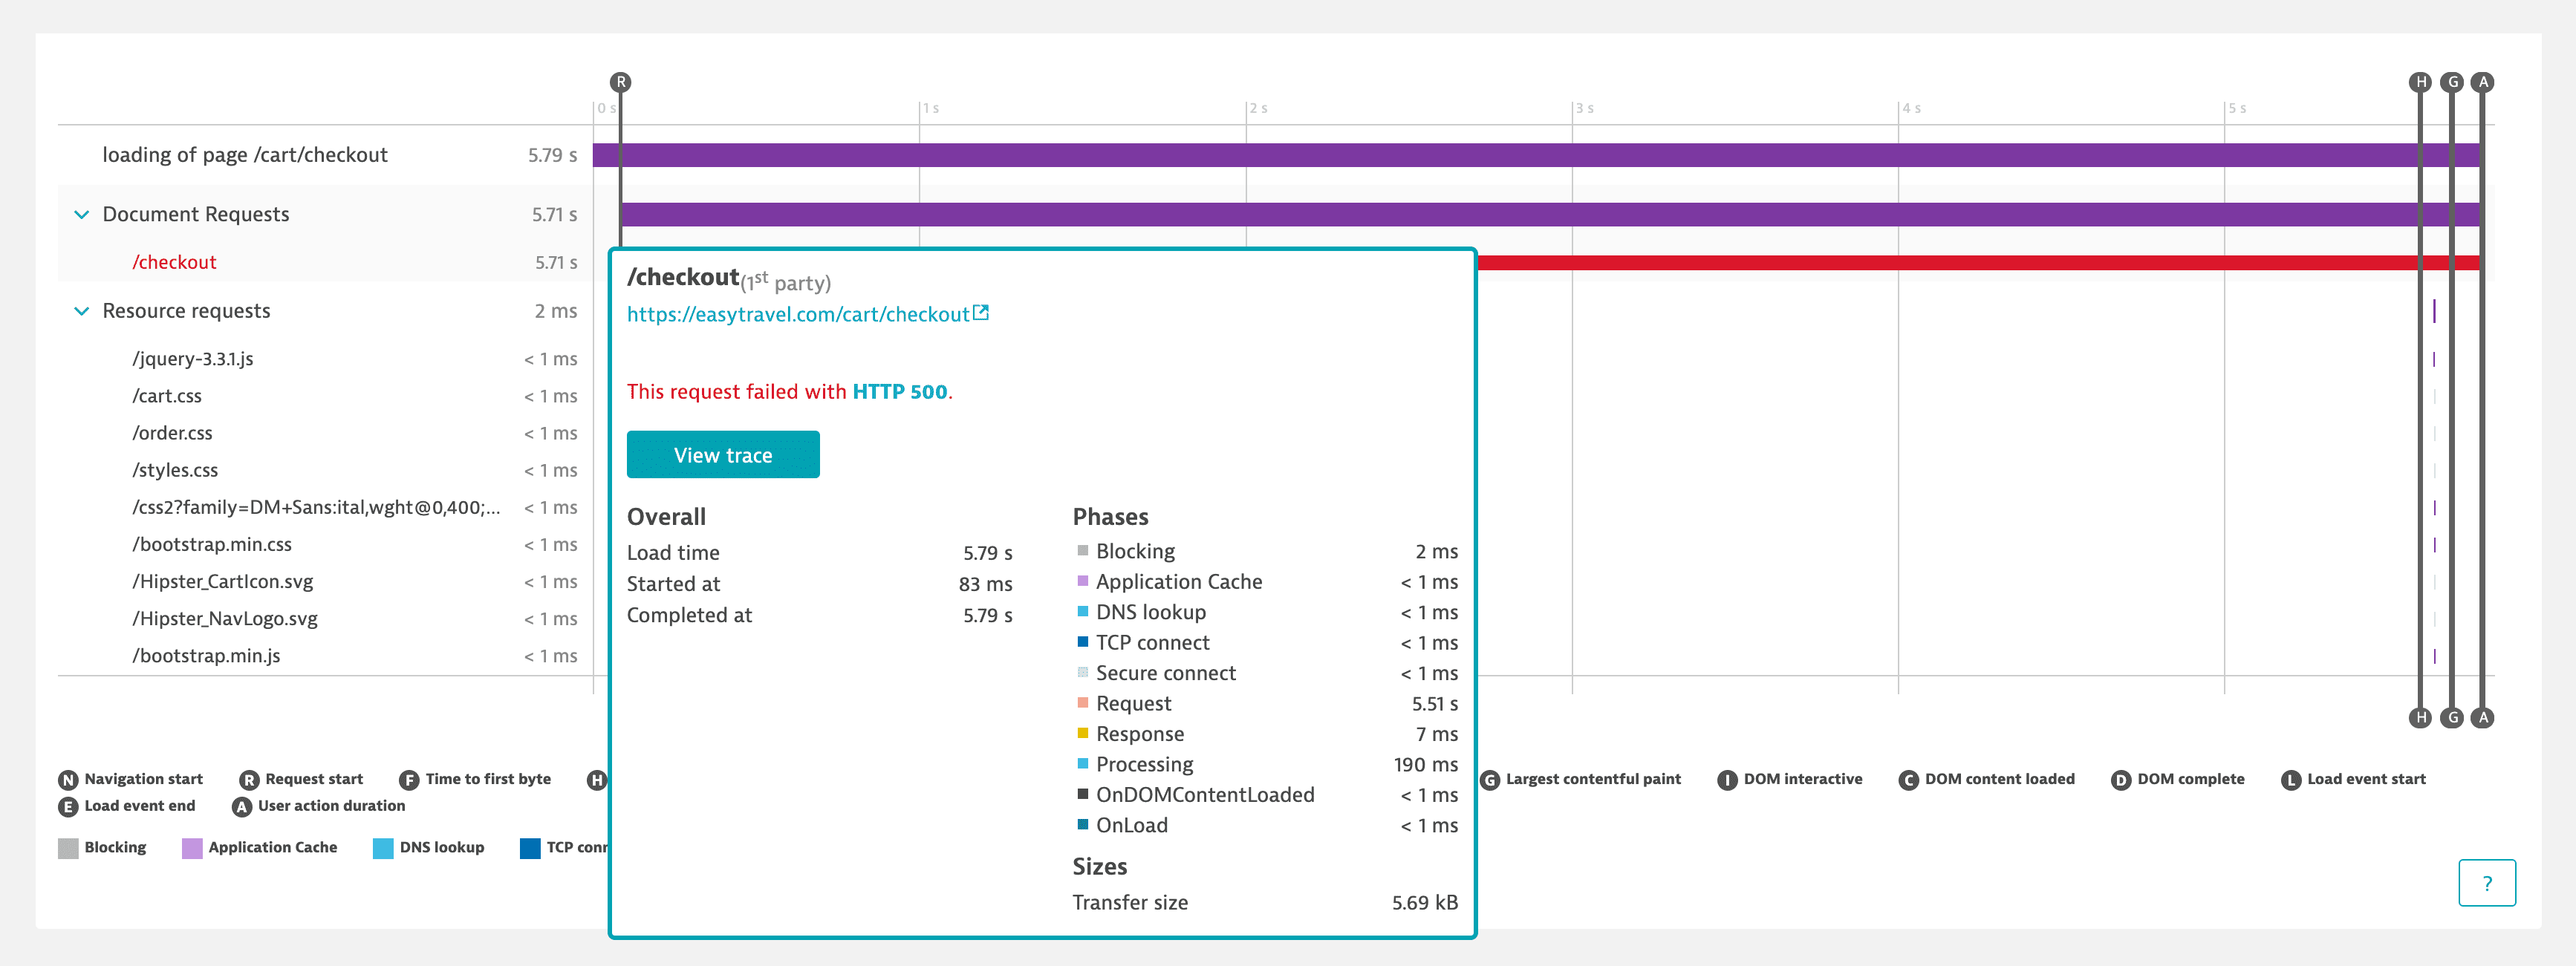 R H G A
0 s 1 s 2 s 3 s 4 s 5 s
loading of page /cart/checkout 5.79 s
Document Requests 5.71 s
/checkout 5.71 s
Resource requests 2 ms
/jquery-3.3.1.js < 1 ms
/cart.css < 1 ms
/order.css < 1 ms
/styles.css < 1 ms
/css2?family=DM+Sans:ital,wght@0,400;... < 1 ms
/bootstrap.min.css < 1 ms
/Hipster_CartIcon.svg < 1 ms
/Hipster_NavLogo.svg < 1 ms
/bootstrap.min.js < 1 ms
/checkout(1st party)
https://easytravel.com/cart/checkout
This request failed with HTTP 500.
View trace
Overall
Load time 5.79 s
Started at 83 ms
Completed at 5.79 s
Phases
Blocking 2 ms
Application Cache < 1 ms
DNS lookup < 1 ms
TCP connect < 1 ms
Secure connect < 1 ms
Request 5.51 s
Response 7 ms
Processing 190 ms
OnDOMContentLoaded < 1 ms
OnLoad < 1 ms
Sizes
Transfer size 5.69 kB
H G A
N Navigation start R Request start F Time to first byte H G Largest contentful paint I DOM interactive C DOM content loaded D DOM complete L Load event start
E Load event end A User action duration
Blocking Application Cache DNS lookup TCP conn
?